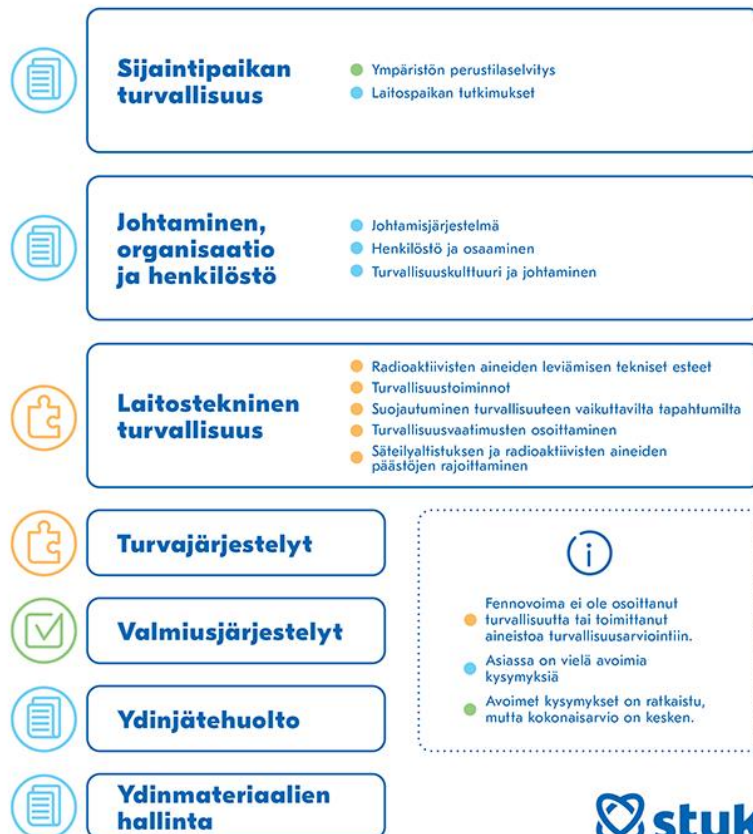 Sijaintipaikan
turvallisuus
Ympäristön perustilaselvitys
Laitospaikan tutkimukset
Johtaminen,
organisaatio
ja henkilöstö
Johtamisjärjestelmä
Henkilöstö ja osaaminen
Turvallisuuskulttuuri ja johtaminen
Laitostekninen
turvallisuus
Radioaktiivisten aineiden leviämisen tekniset esteet
Turvallisuustoiminnot
Suojautuminen turvallisuuteen vaikuttavilta tapahtumilta
Turvallisuusvaatimusten osoittaminen
Säteilyaltistuksen ja radioaktiivisten aineiden
päästöjen rajoittaminen
Turvajärjestelyt
Valmiusjärjestelyt
Ydinjätehuolto
Ydinmateriaalien
hallinta
i
Fennovoima ei ole osoittanut
turvallisuutta tai toimittanut
aineistoa turvallisuusarviointiin.
Asiassa on vielä avoimia
kysymyksiä
Avoimet kysymykset on ratkaistu,
mutta kokonaisarvio on kesken.
stuk